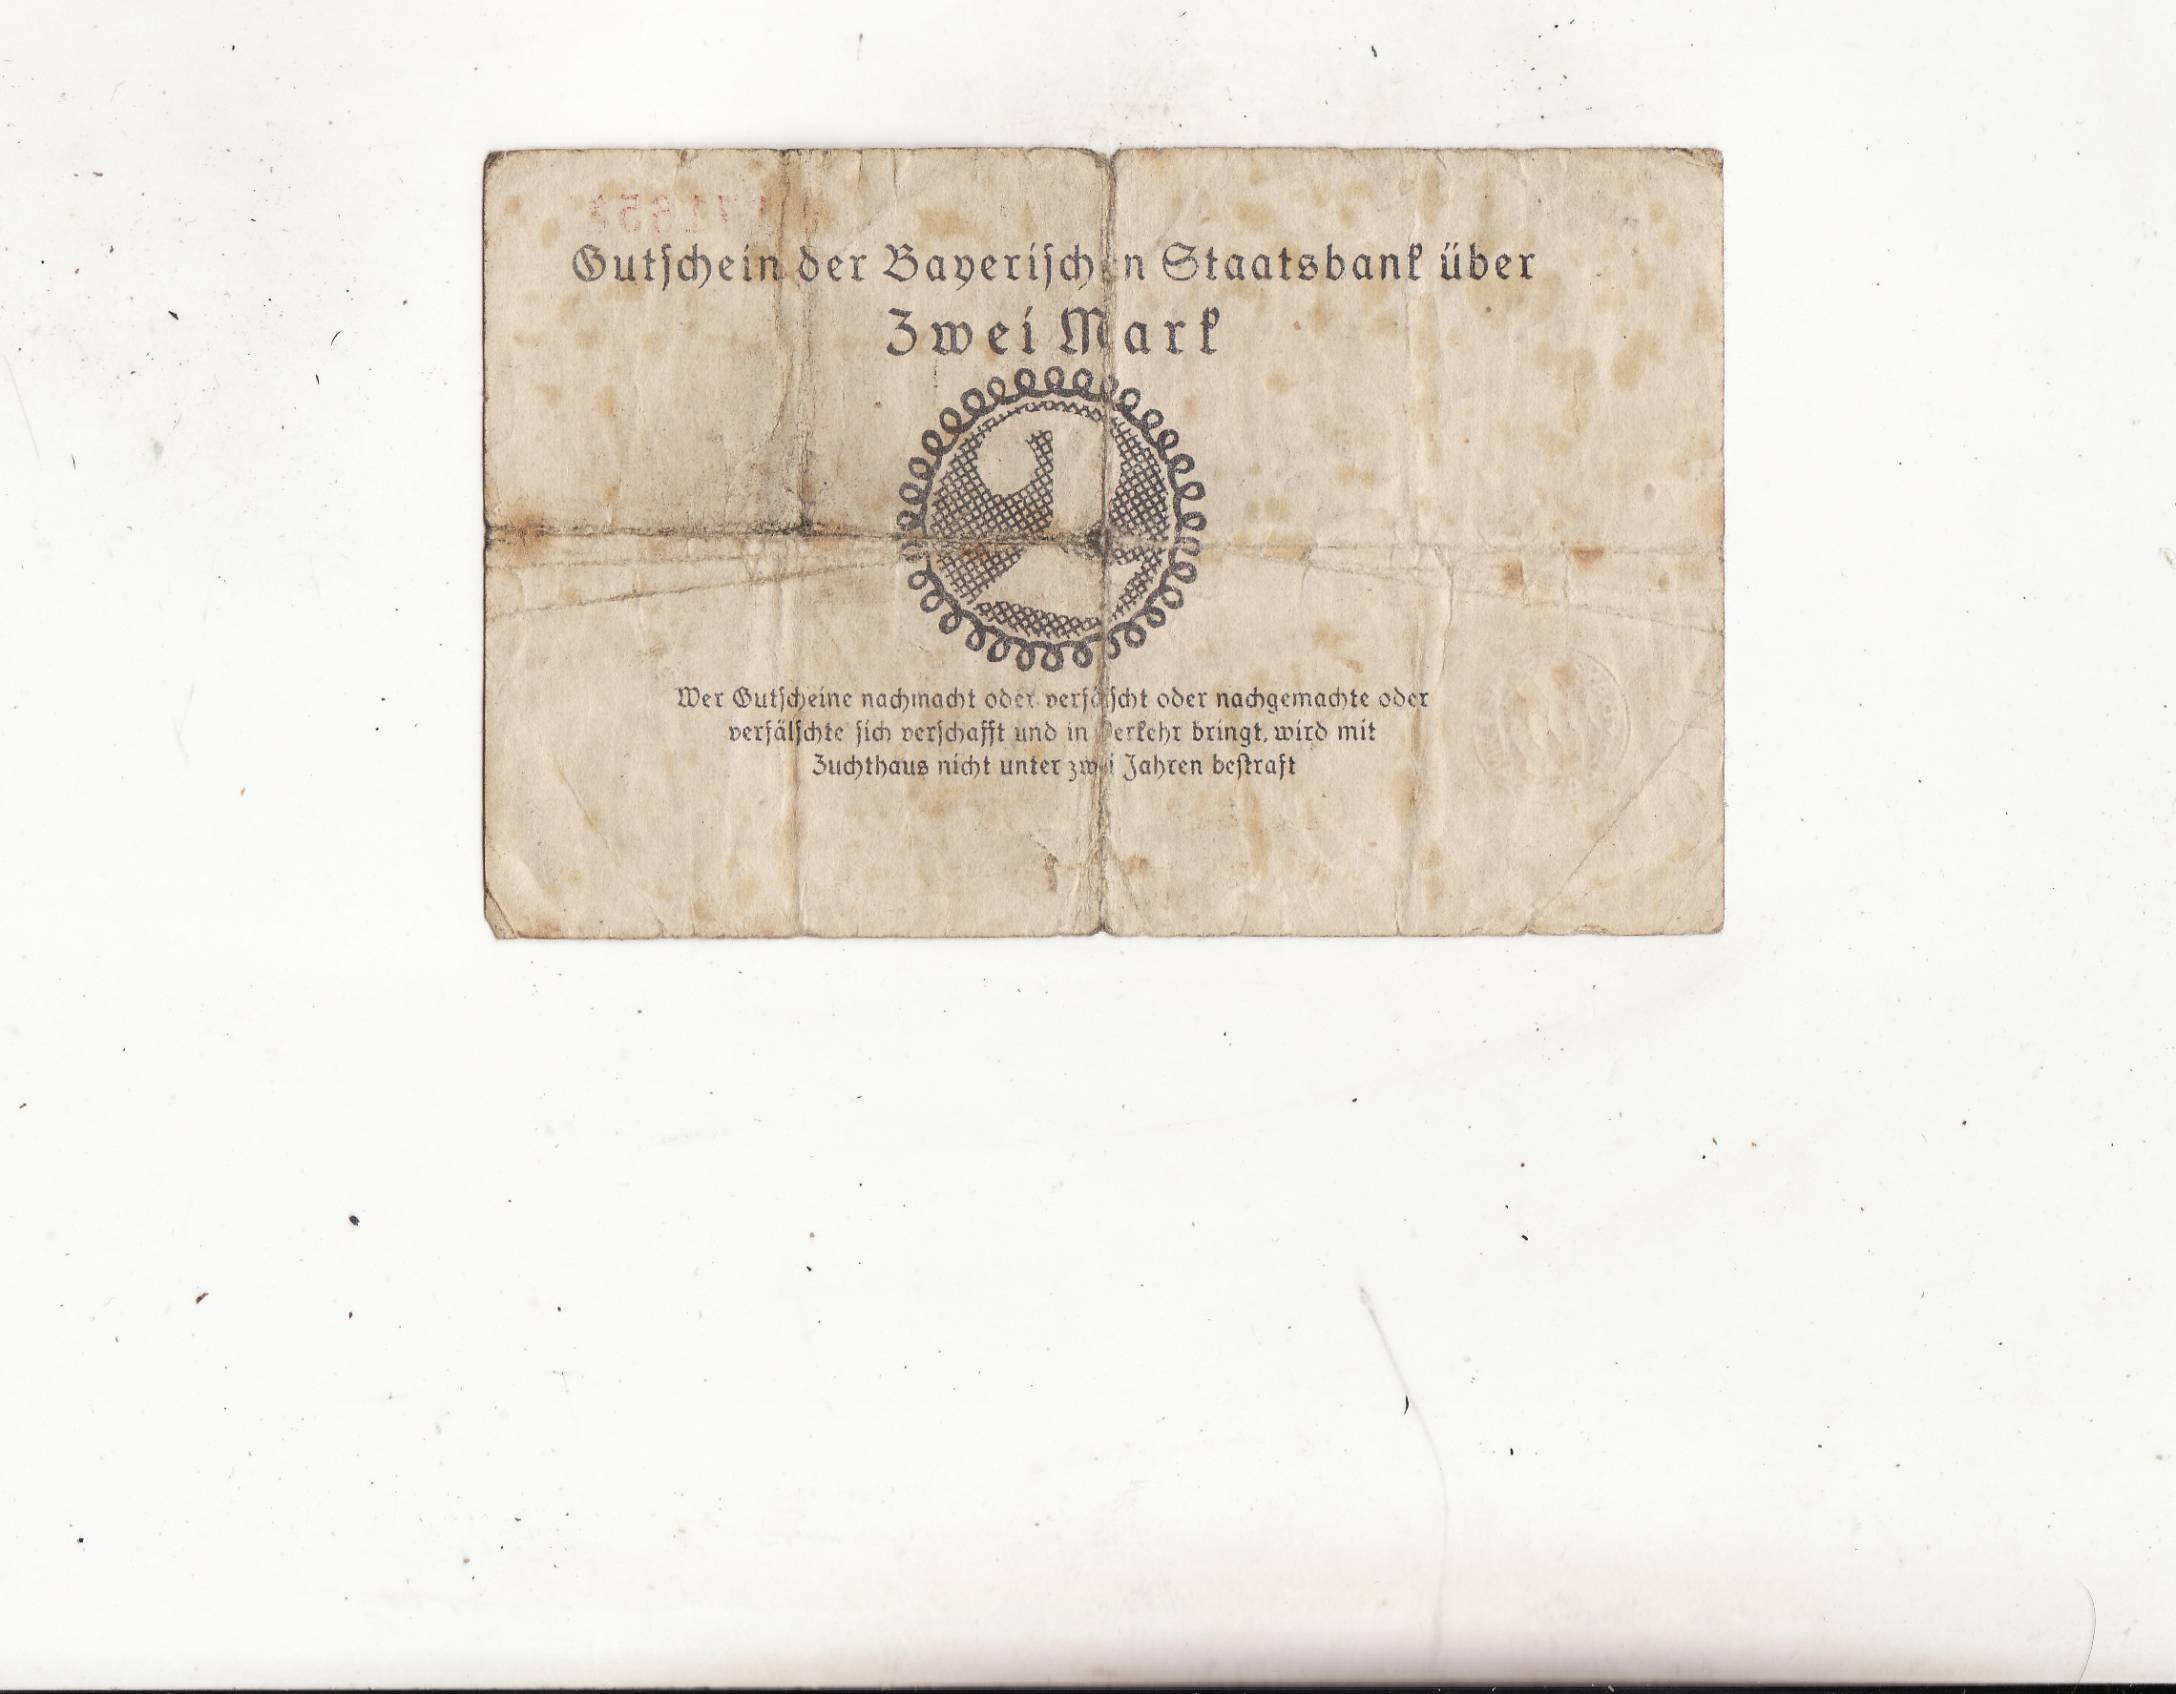 Gutschein der Bayerischen Staatsbank über
Zwei Mark
2
Wer Gutscheine nachmacht oder verfälscht oder nachgemachte oder
verfälschte sich verschafft und in Verkehr bringt, wird mit
Zuchthaus nicht unter zwei Jahren bestraft